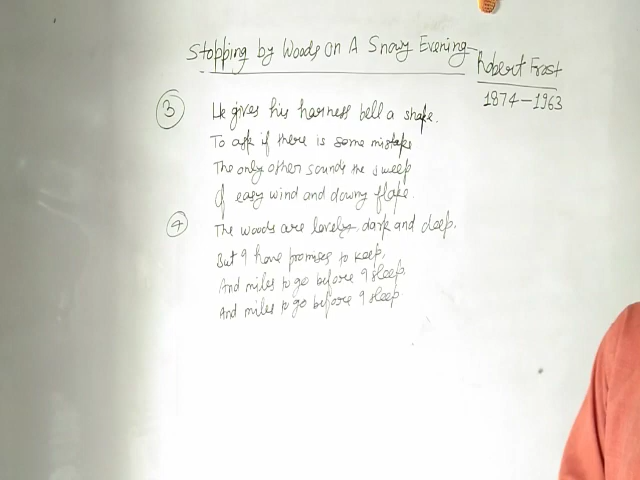 Stopping by Woods on A Snowy Evening - Robert Frost
1874-1963
3 He gives his harness bell a shake.
To ask if there is some mistake
The only other sounds the sweep
Of easy wind and downy flake.
4 The woods are lovely, dark and deep.
But I have promises to keep,
And miles to go before I sleep,
And miles to go before I sleep